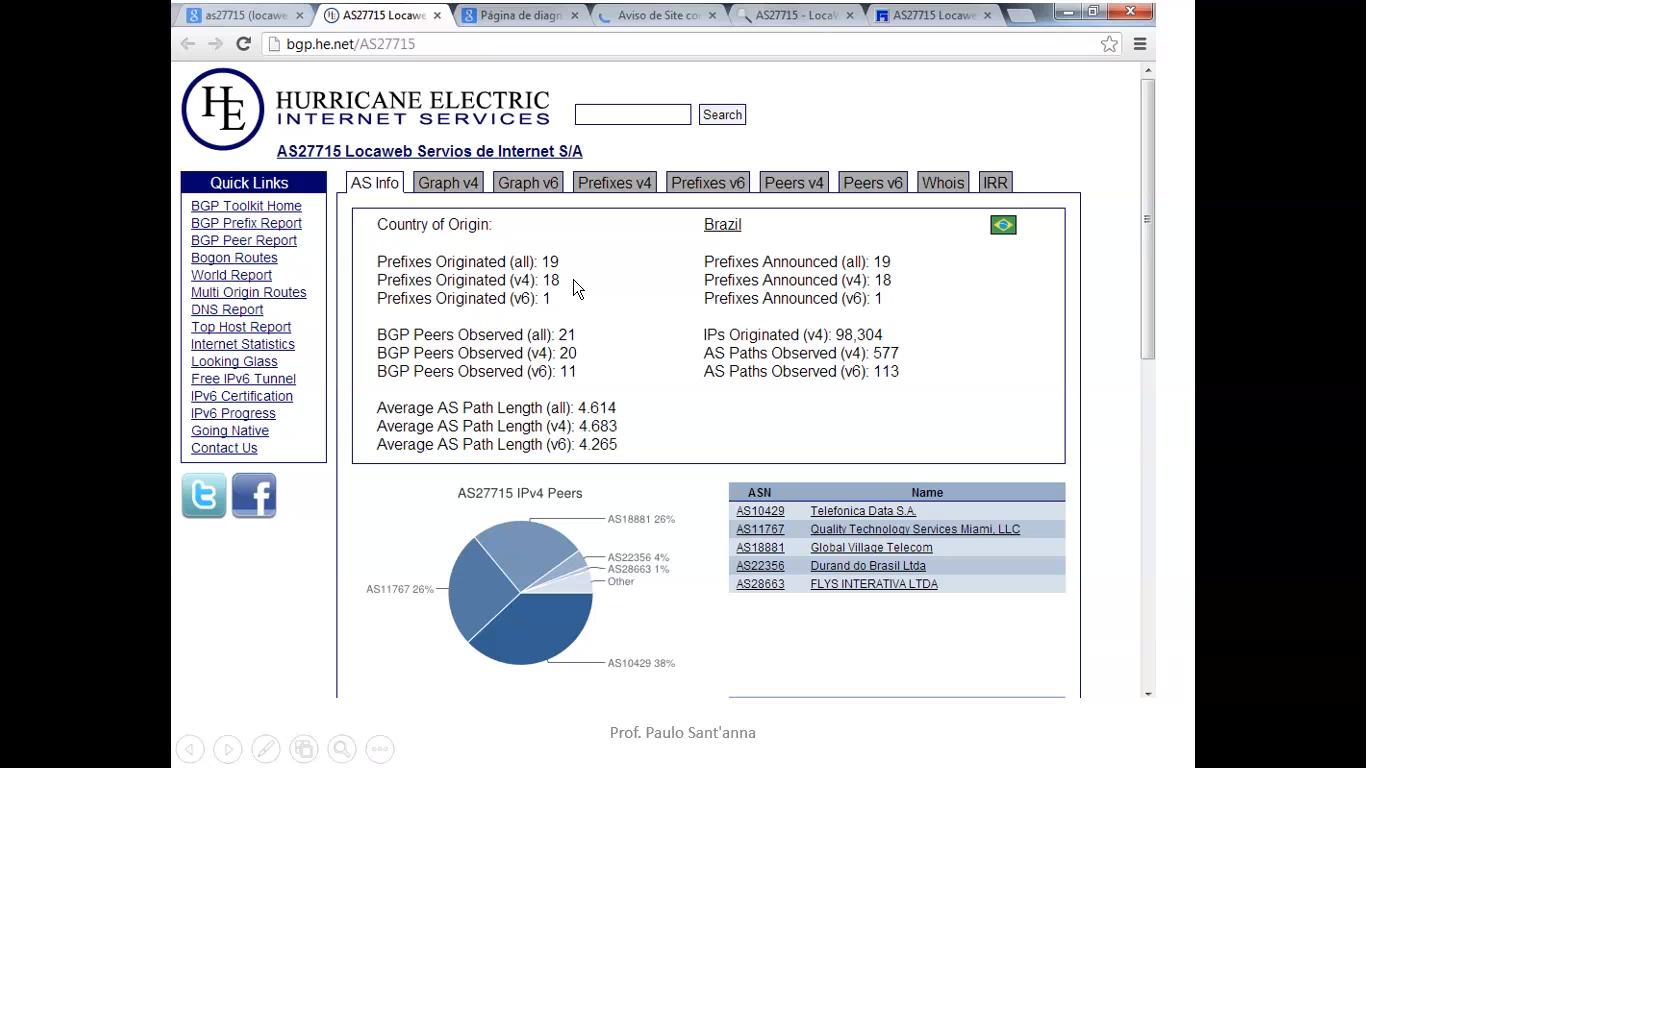 as27715 (locawe
AS27715 Locawe
Página de diagn
Aviso de Site co
AS27715 - Loca
AS27715 Locawe
bgp.he.net/AS27715
HE
HURRICANE ELECTRIC
INTERNET SERVICES
Search
AS27715 Locaweb Servios de Internet S/A
Quick Links
BGP Toolkit Home
BGP Prefix Report
BGP Peer Report
Bogon Routes
World Report
Multi Origin Routes
DNS Report
Top Host Report
Internet Statistics
Looking Glass
Free IPv6 Tunnel
IPv6 Certification
IPv6 Progress
Going Native
Contact Us
AS Info
Graph v4
Graph v6
Prefixes v4
Prefixes v6
Peers v4
Peers v6
Whois
IRR
Country of Origin: Brazil
Prefixes Originated (all): 19
Prefixes Originated (v4): 18
Prefixes Originated (v6): 1
Prefixes Announced (all): 19
Prefixes Announced (v4): 18
Prefixes Announced (v6): 1
BGP Peers Observed (all): 21
BGP Peers Observed (v4): 20
BGP Peers Observed (v6): 11
IPs Originated (v4): 98,304
AS Paths Observed (v4): 577
AS Paths Observed (v6): 113
Average AS Path Length (all): 4.614
Average AS Path Length (v4): 4.683
Average AS Path Length (v6): 4.265
AS27715 IPv4 Peers
AS18881 26%
AS22356 4%
AS28663 1%
Other
AS11767 26%
AS10429 38%
ASN Name
AS10429 Telefonica Data S.A.
AS11767 Quality Technology Services Miami, LLC
AS18881 Global Village Telecom
AS22356 Durand do Brasil Ltda
AS28663 FLYS INTERATIVA LTDA
Prof. Paulo Sant'anna